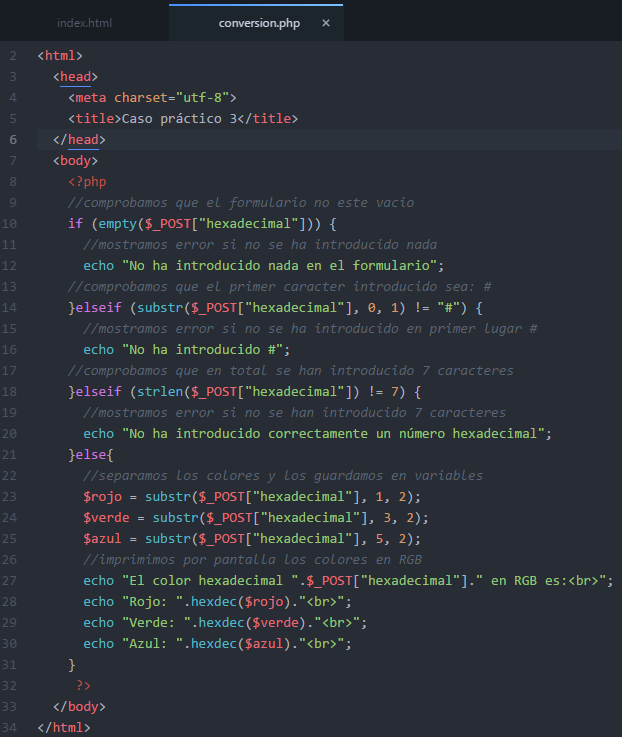 index.html conversion.php ×
2 <html>
3 <head>
4 <meta charset="utf-8">
5 <title>Caso práctico 3</title>
6 </head>
7 <body>
8 <?php
9 //comprobamos que el formulario no este vacio
10 if (empty($_POST["hexadecimal"])) {
11 //mostramos error si no se ha introducido nada
12 echo "No ha introducido nada en el formulario";
13 //comprobamos que el primer caracter introducido sea: #
14 }elseif (substr($_POST["hexadecimal"], 0, 1) != "#") {
15 //mostramos error si no se ha introducido en primer lugar #
16 echo "No ha introducido #";
17 //comprobamos que en total se han introducido 7 caracteres
18 }elseif (strlen($_POST["hexadecimal"]) != 7) {
19 //mostramos error si no se han introducido 7 caracteres
20 echo "No ha introducido correctamente un número hexadecimal";
21 }else{
22 //separamos los colores y los guardamos en variables
23 $rojo = substr($_POST["hexadecimal"], 1, 2);
24 $verde = substr($_POST["hexadecimal"], 3, 2);
25 $azul = substr($_POST["hexadecimal"], 5, 2);
26 //imprimimos por pantalla los colores en RGB
27 echo "El color hexadecimal ".$_POST["hexadecimal"]." en RGB es:<br>";
28 echo "Rojo: ".hexdec($rojo)."<br>";
29 echo "Verde: ".hexdec($verde)."<br>";
30 echo "Azul: ".hexdec($azul)."<br>";
31 }
32 ?>
33 </body>
34 </html>